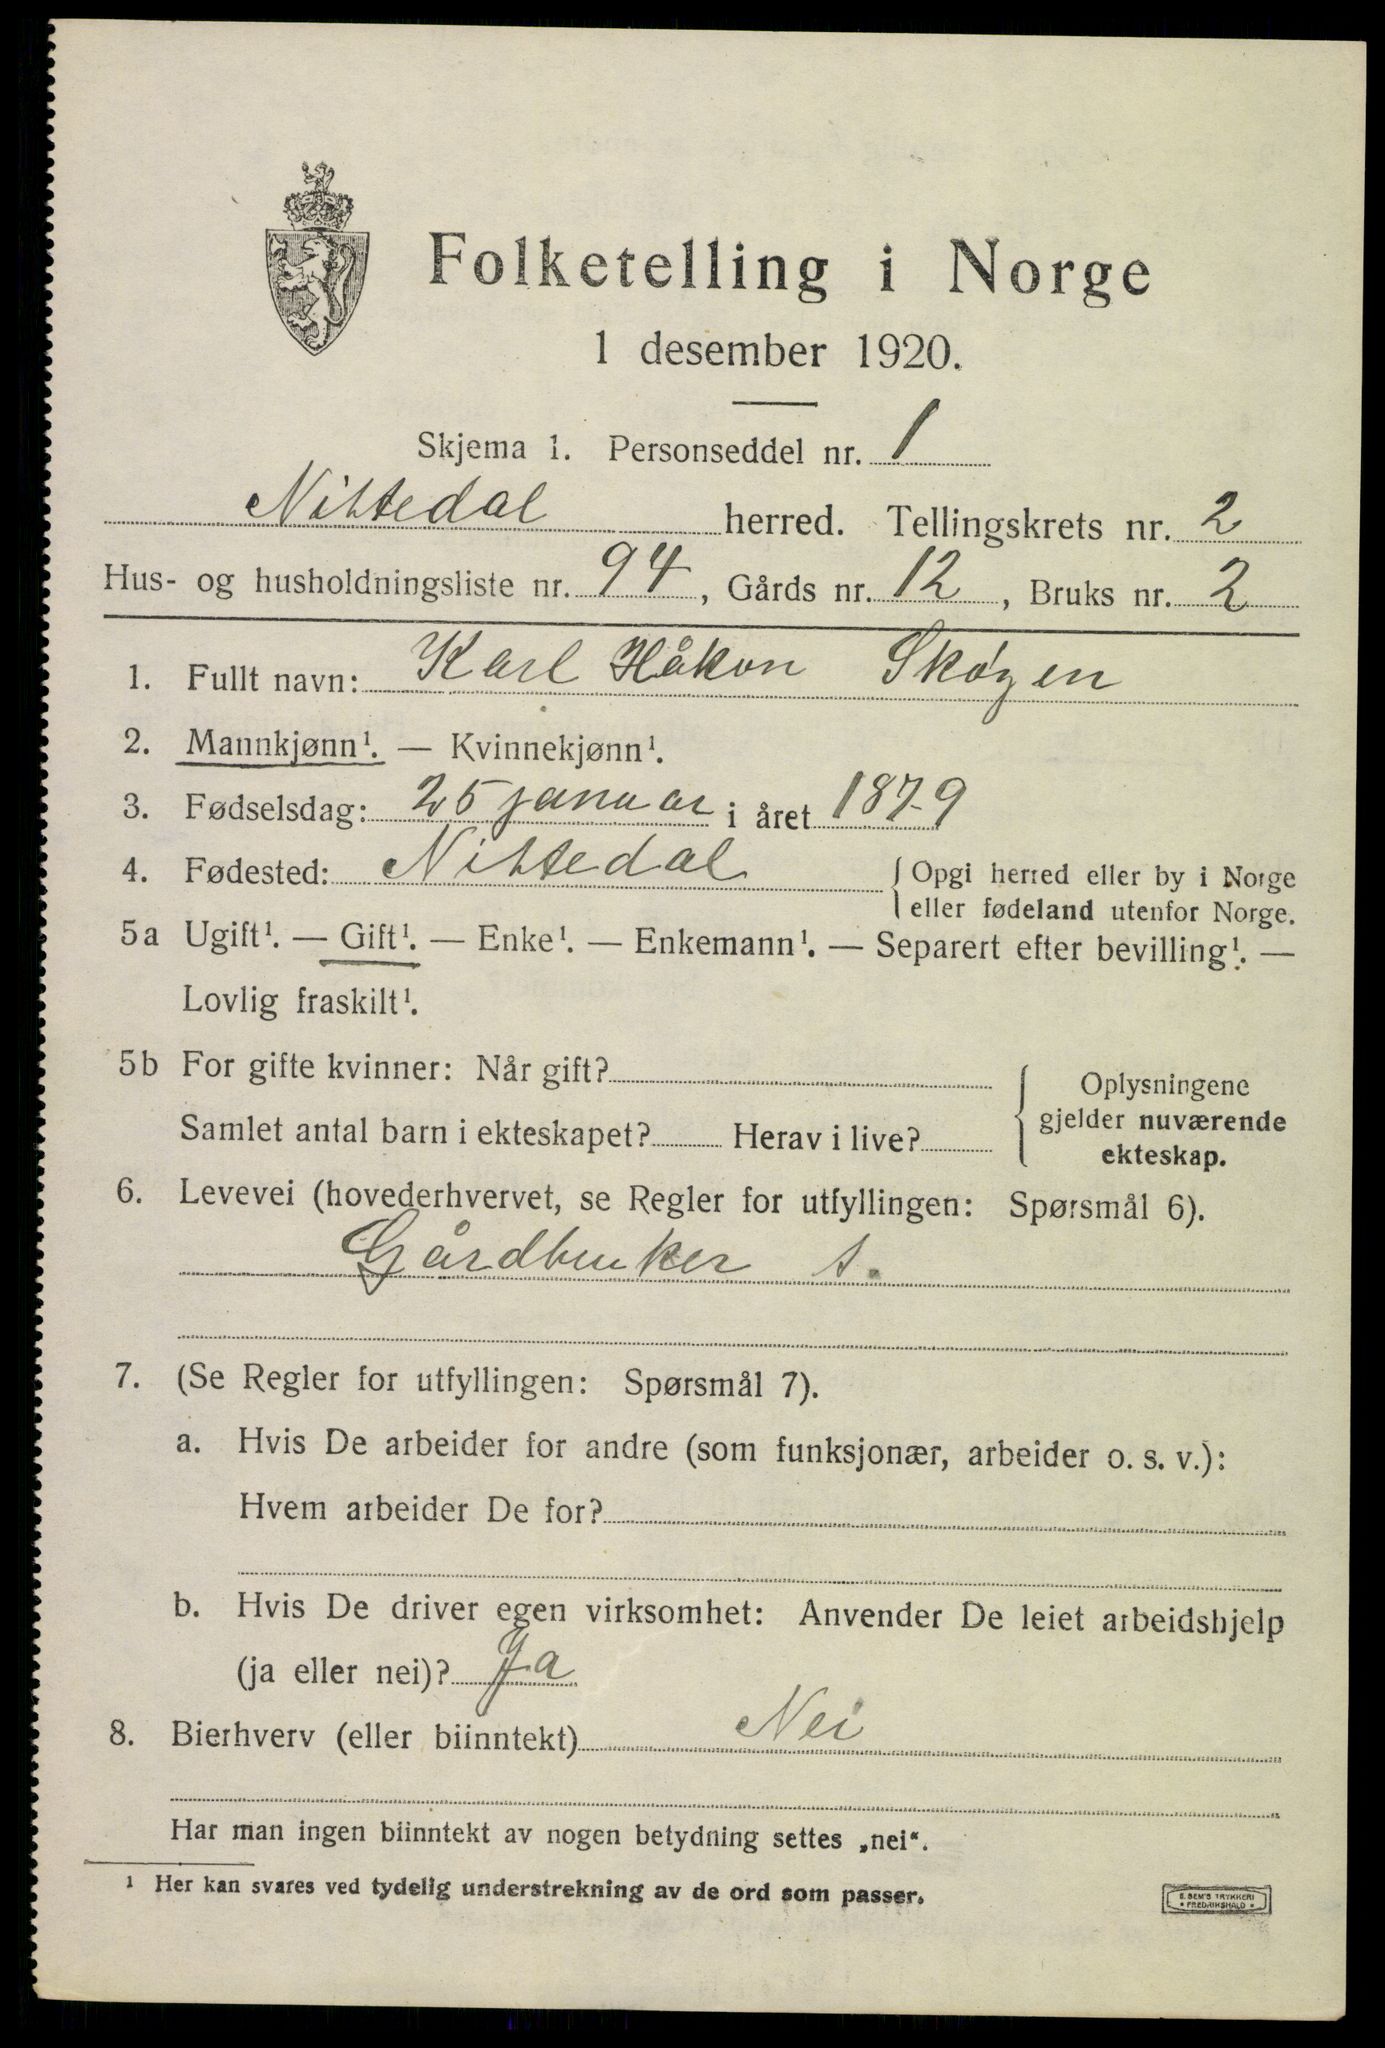 Folketelling i Norge
1 desember 1920.
Skjema 1. Personseddel nr. 1
Nittedal herred. Tellingskrets nr. 2
Hus- og husholdningsliste nr. 94, Gårds nr. 12, Bruks nr. 2
1. Fullt navn: Karl Håkon Skøyen
2. Mannkjønn¹. — Kvinnekjønn¹.
3. Fødselsdag: 25 januar i året 1879
4. Fødested: Nittedal { Opgi herred eller by i Norge
eller fødeland utenfor Norge.
5a Ugift¹. — Gift¹. — Enke¹. — Enkemann¹. — Separert efter bevilling¹. —
Lovlig fraskilt¹.
5b For gifte kvinner: Når gift? { Oplysningene
gjelder nuværende
Samlet antal barn i ekteskapet? Herav i live?
ekteskap.
6. Levevei (hovederhvervet, se Regler for utfyllingen: Spørsmål 6).
Gårdbruker s.
7. (Se Regler for utfyllingen: Spørsmål 7).
a. Hvis De arbeider for andre (som funksjonær, arbeider o. s. v.):
Hvem arbeider De for?
b. Hvis De driver egen virksomhet: Anvender De leiet arbeidshjelp
(ja eller nei)? Ja
8. Bierhverv (eller biinntekt) Nei
Har man ingen biinntekt av nogen betydning settes „nei“.
¹ Her kan svares ved tydelig understrekning av de ord som passer.
E. SEM'S TRYKKERI
* FREDRIKSHALD *